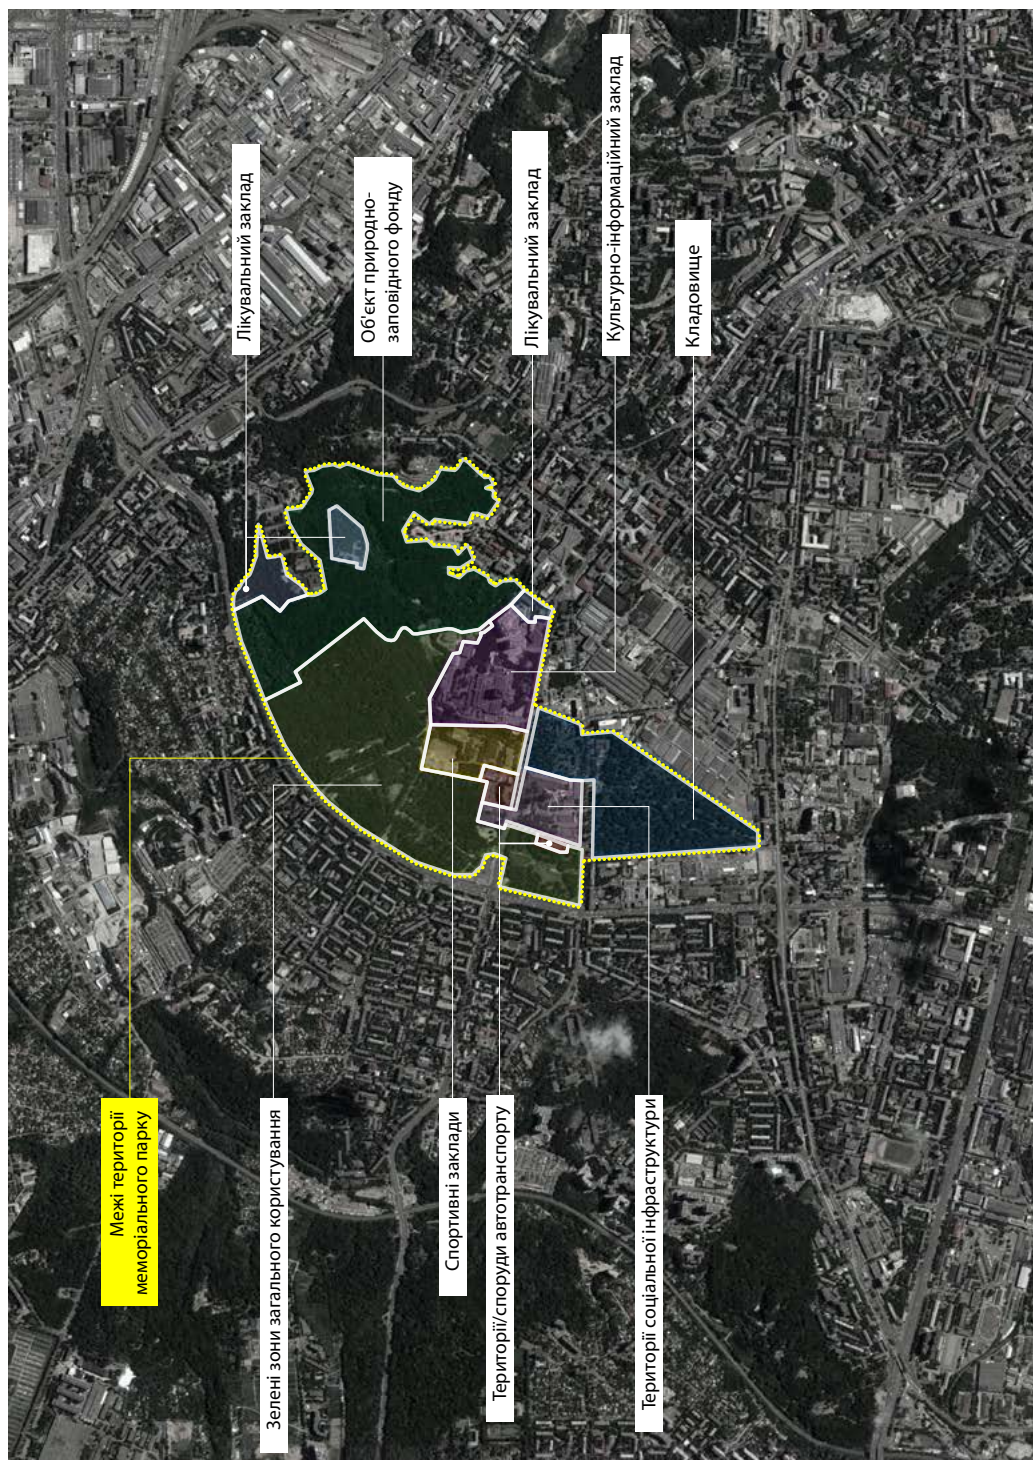 Межі території
меморіального парку
Зелені зони загального користування
Спортивні заклади
Території/споруди автотранспорту
Території соціальної інфраструктури
Лікувальний заклад
Об'єкт природно-
заповідного фонду
Лікувальний заклад
Культурно-інформаційний заклад
Кладовище